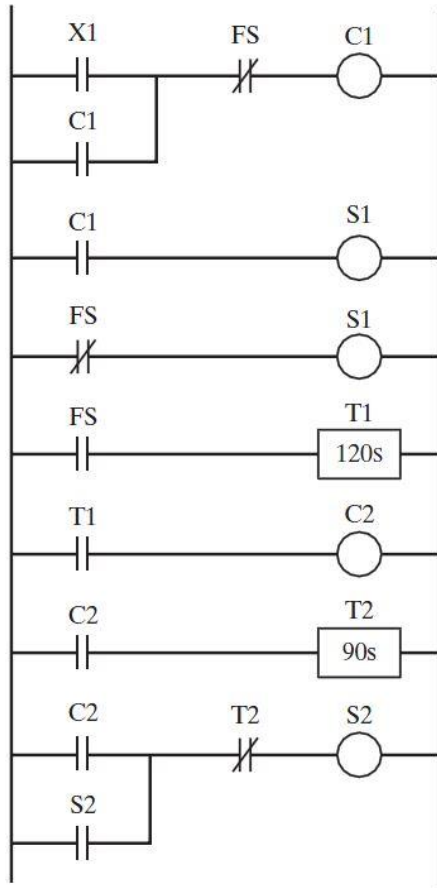 X1 FS C1
C1
C1 S1
FS S1
FS T1
120s
T1 C2
C2 T2
90s
C2 T2 S2
S2